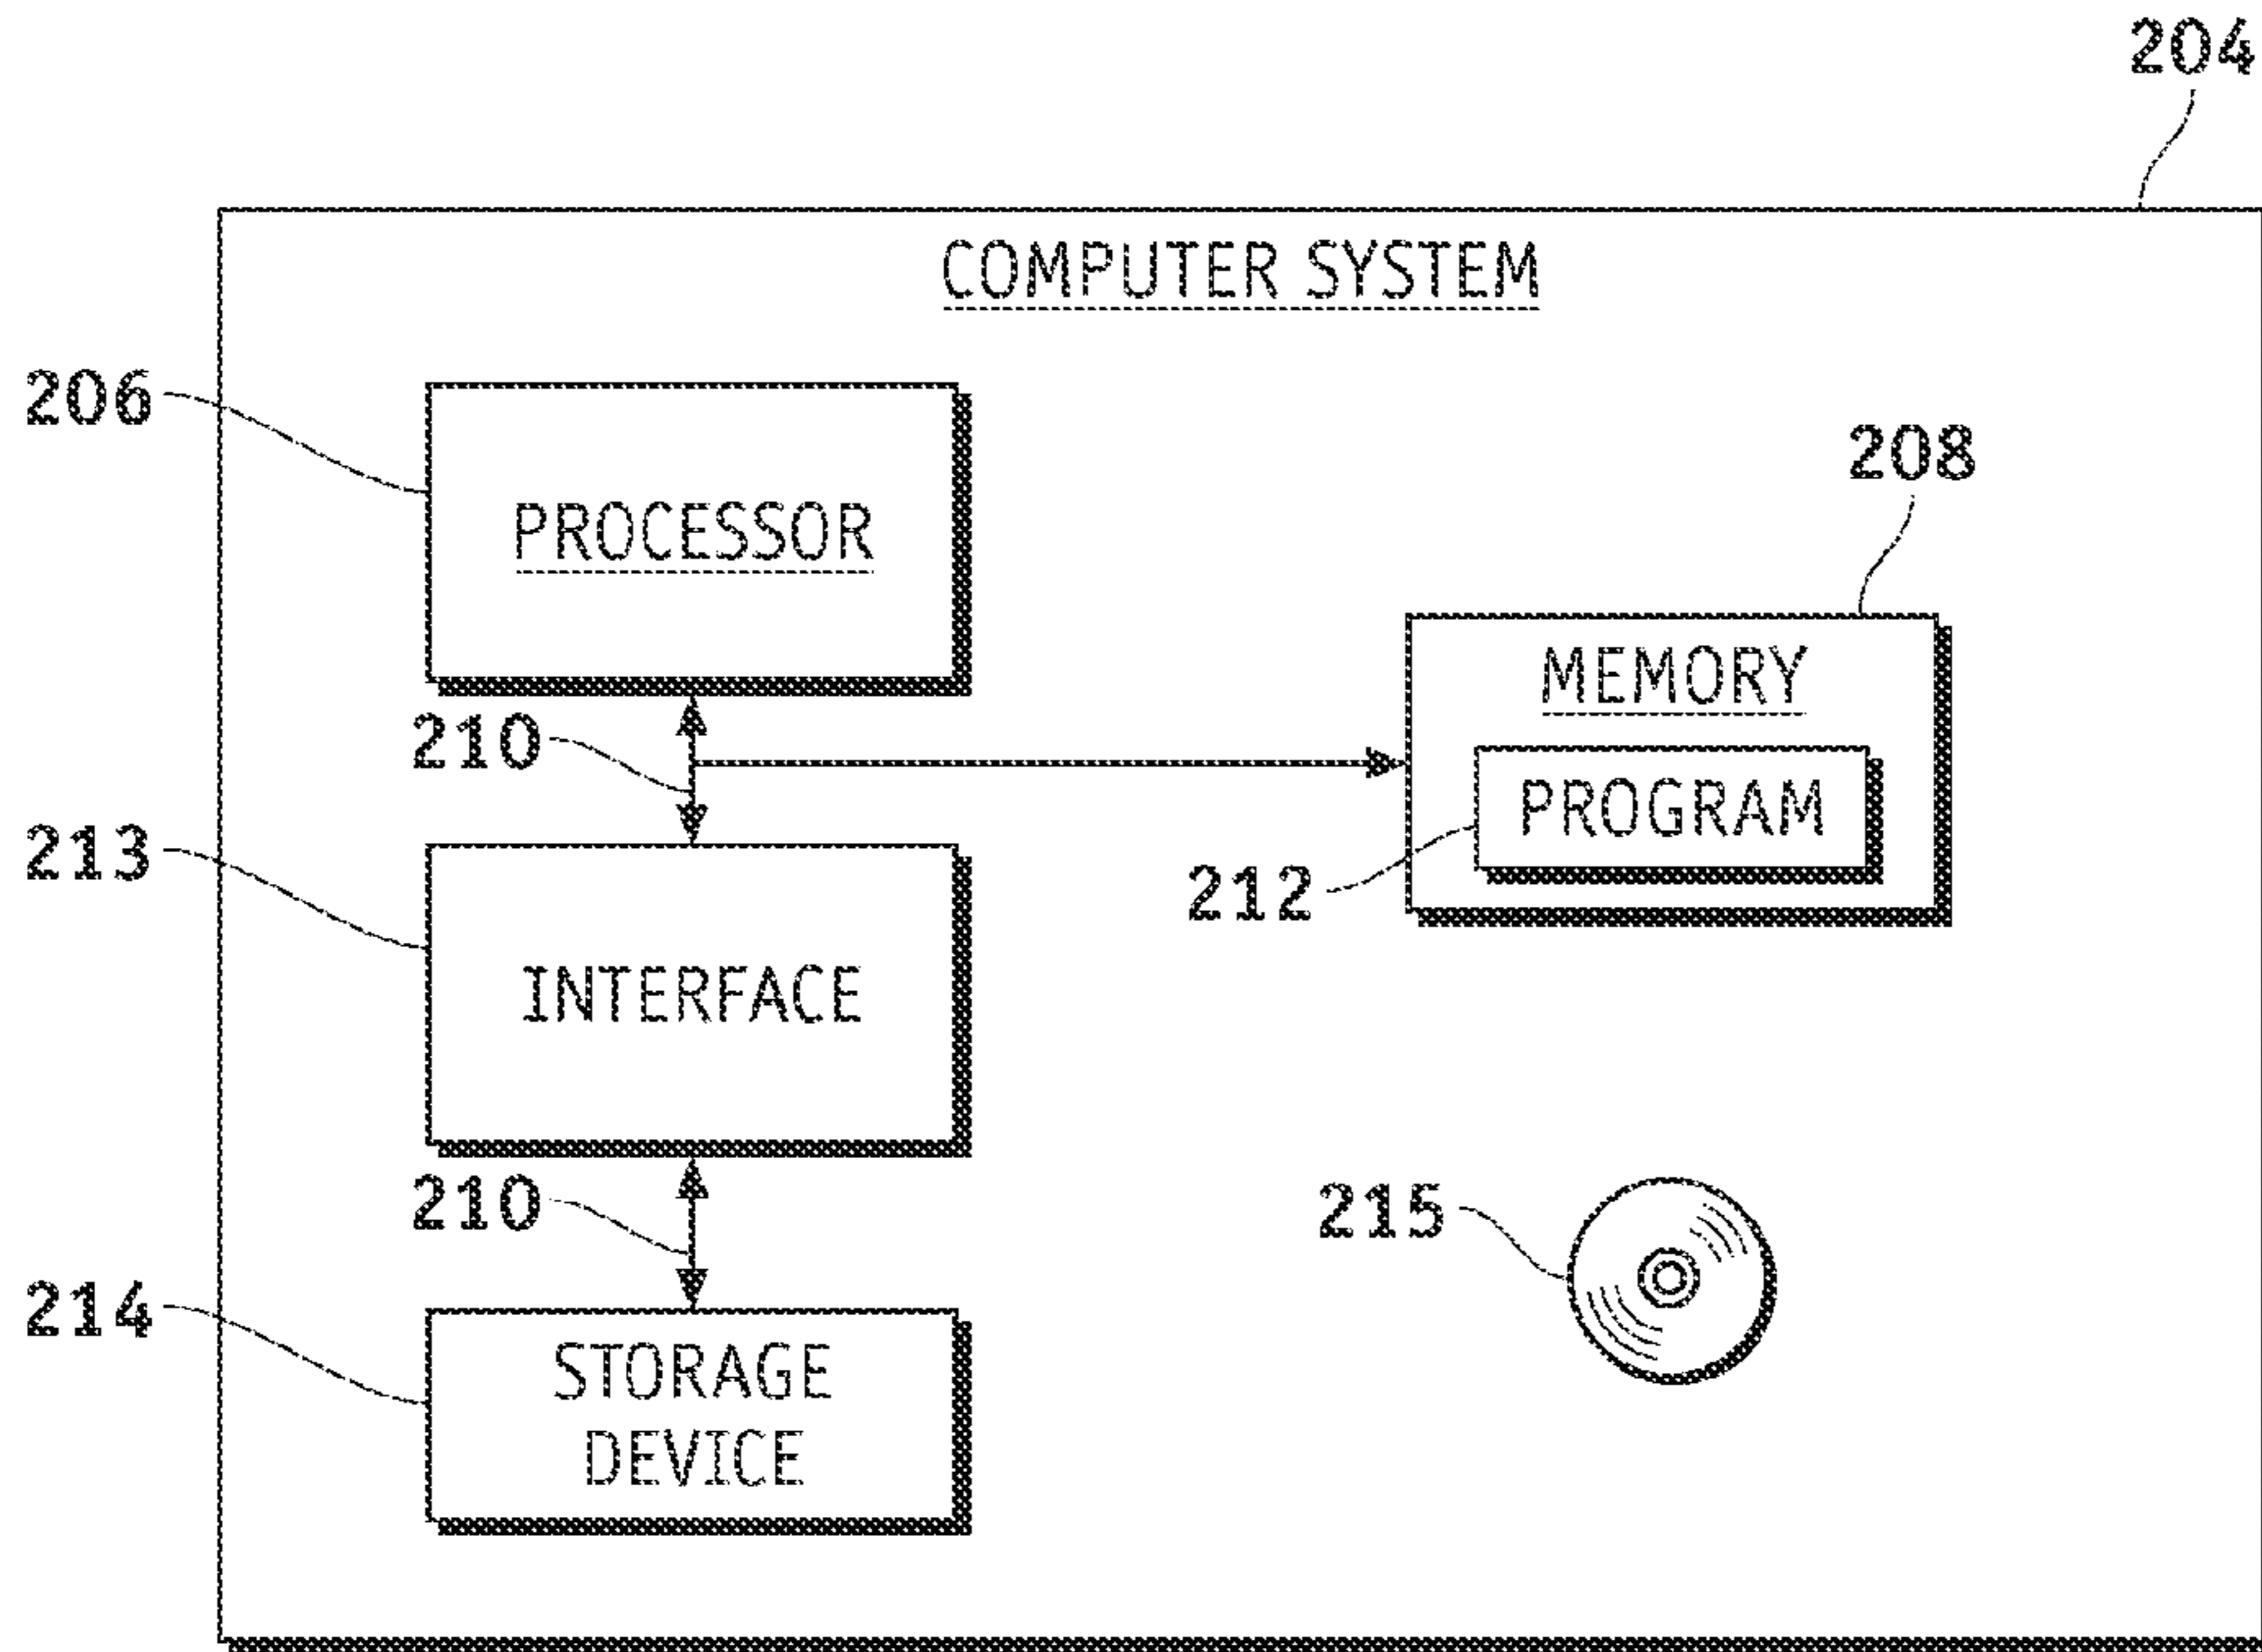 204
COMPUTER SYSTEM
206
PROCESSOR
208
MEMORY
210
PROGRAM
213
212
INTERFACE
210
215
214
STORAGE
DEVICE